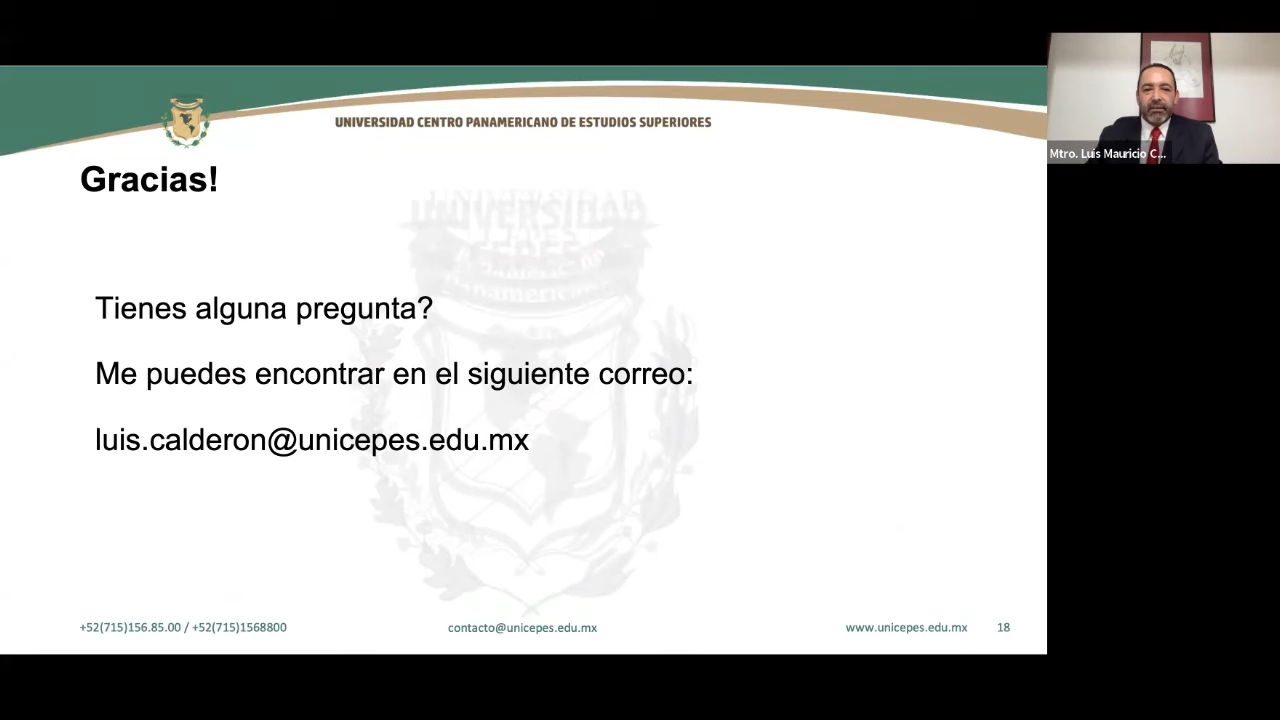 UNIVERSIDAD CENTRO PANAMERICANO DE ESTUDIOS SUPERIORES
Mtro. Luis Mauricio C...
Gracias!
UNIVERSIDAD
Tienes alguna pregunta?
Me puedes encontrar en el siguiente correo:
luis.calderon@unicepes.edu.mx
+52(715)156.85.00 / +52(715)1568800
contacto@unicepes.edu.mx
www.unicepes.edu.mx
18